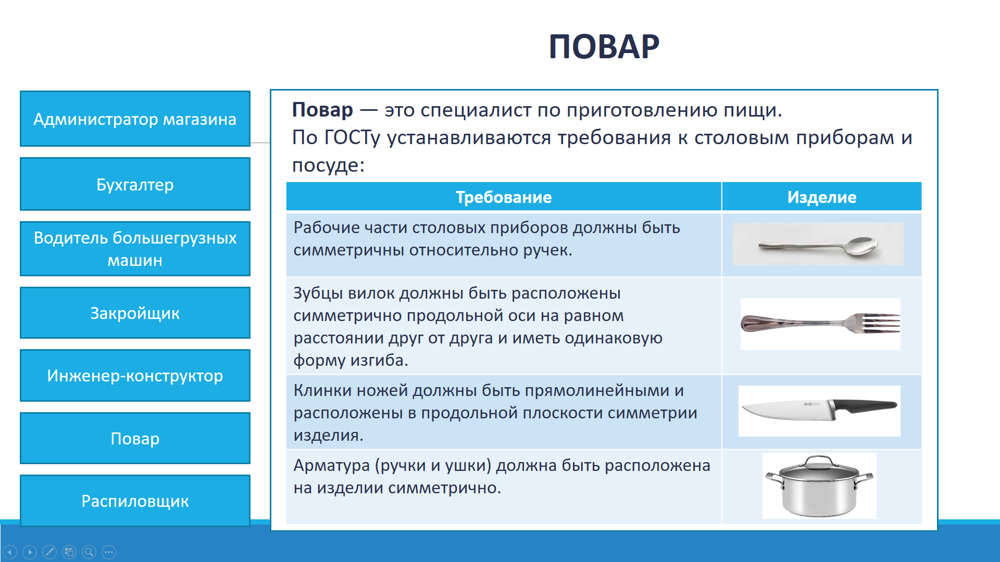 ПОВАР
Администратор магазина
Бухгалтер
Водитель большегрузных
машин
Закройщик
Инженер-конструктор
Повар
Распиловщик
Повар — это специалист по приготовлению пищи.
По ГОСТу устанавливаются требования к столовым приборам и
посуде:
Требование
Изделие
Рабочие части столовых приборов должны быть
симметричны относительно ручек.
Зубцы вилок должны быть расположены
симметрично продольной оси на равном
расстоянии друг от друга и иметь одинаковую
форму изгиба.
Клинки ножей должны быть прямолинейными и
расположены в продольной плоскости симметрии
изделия.
Арматура (ручки и ушки) должна быть расположена
на изделии симметрично.